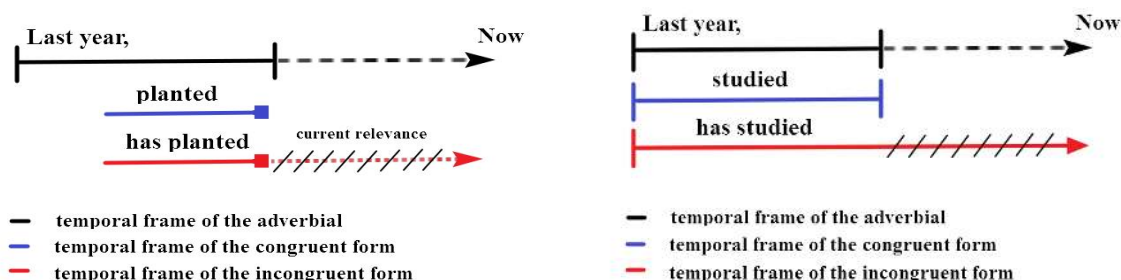 Last year,
Now
planted
has planted
current relevance
temporal frame of the adverbial
temporal frame of the congruent form
temporal frame of the incongruent form
Last year,
Now
studied
has studied
temporal frame of the adverbial
temporal frame of the congruent form
temporal frame of the incongruent form